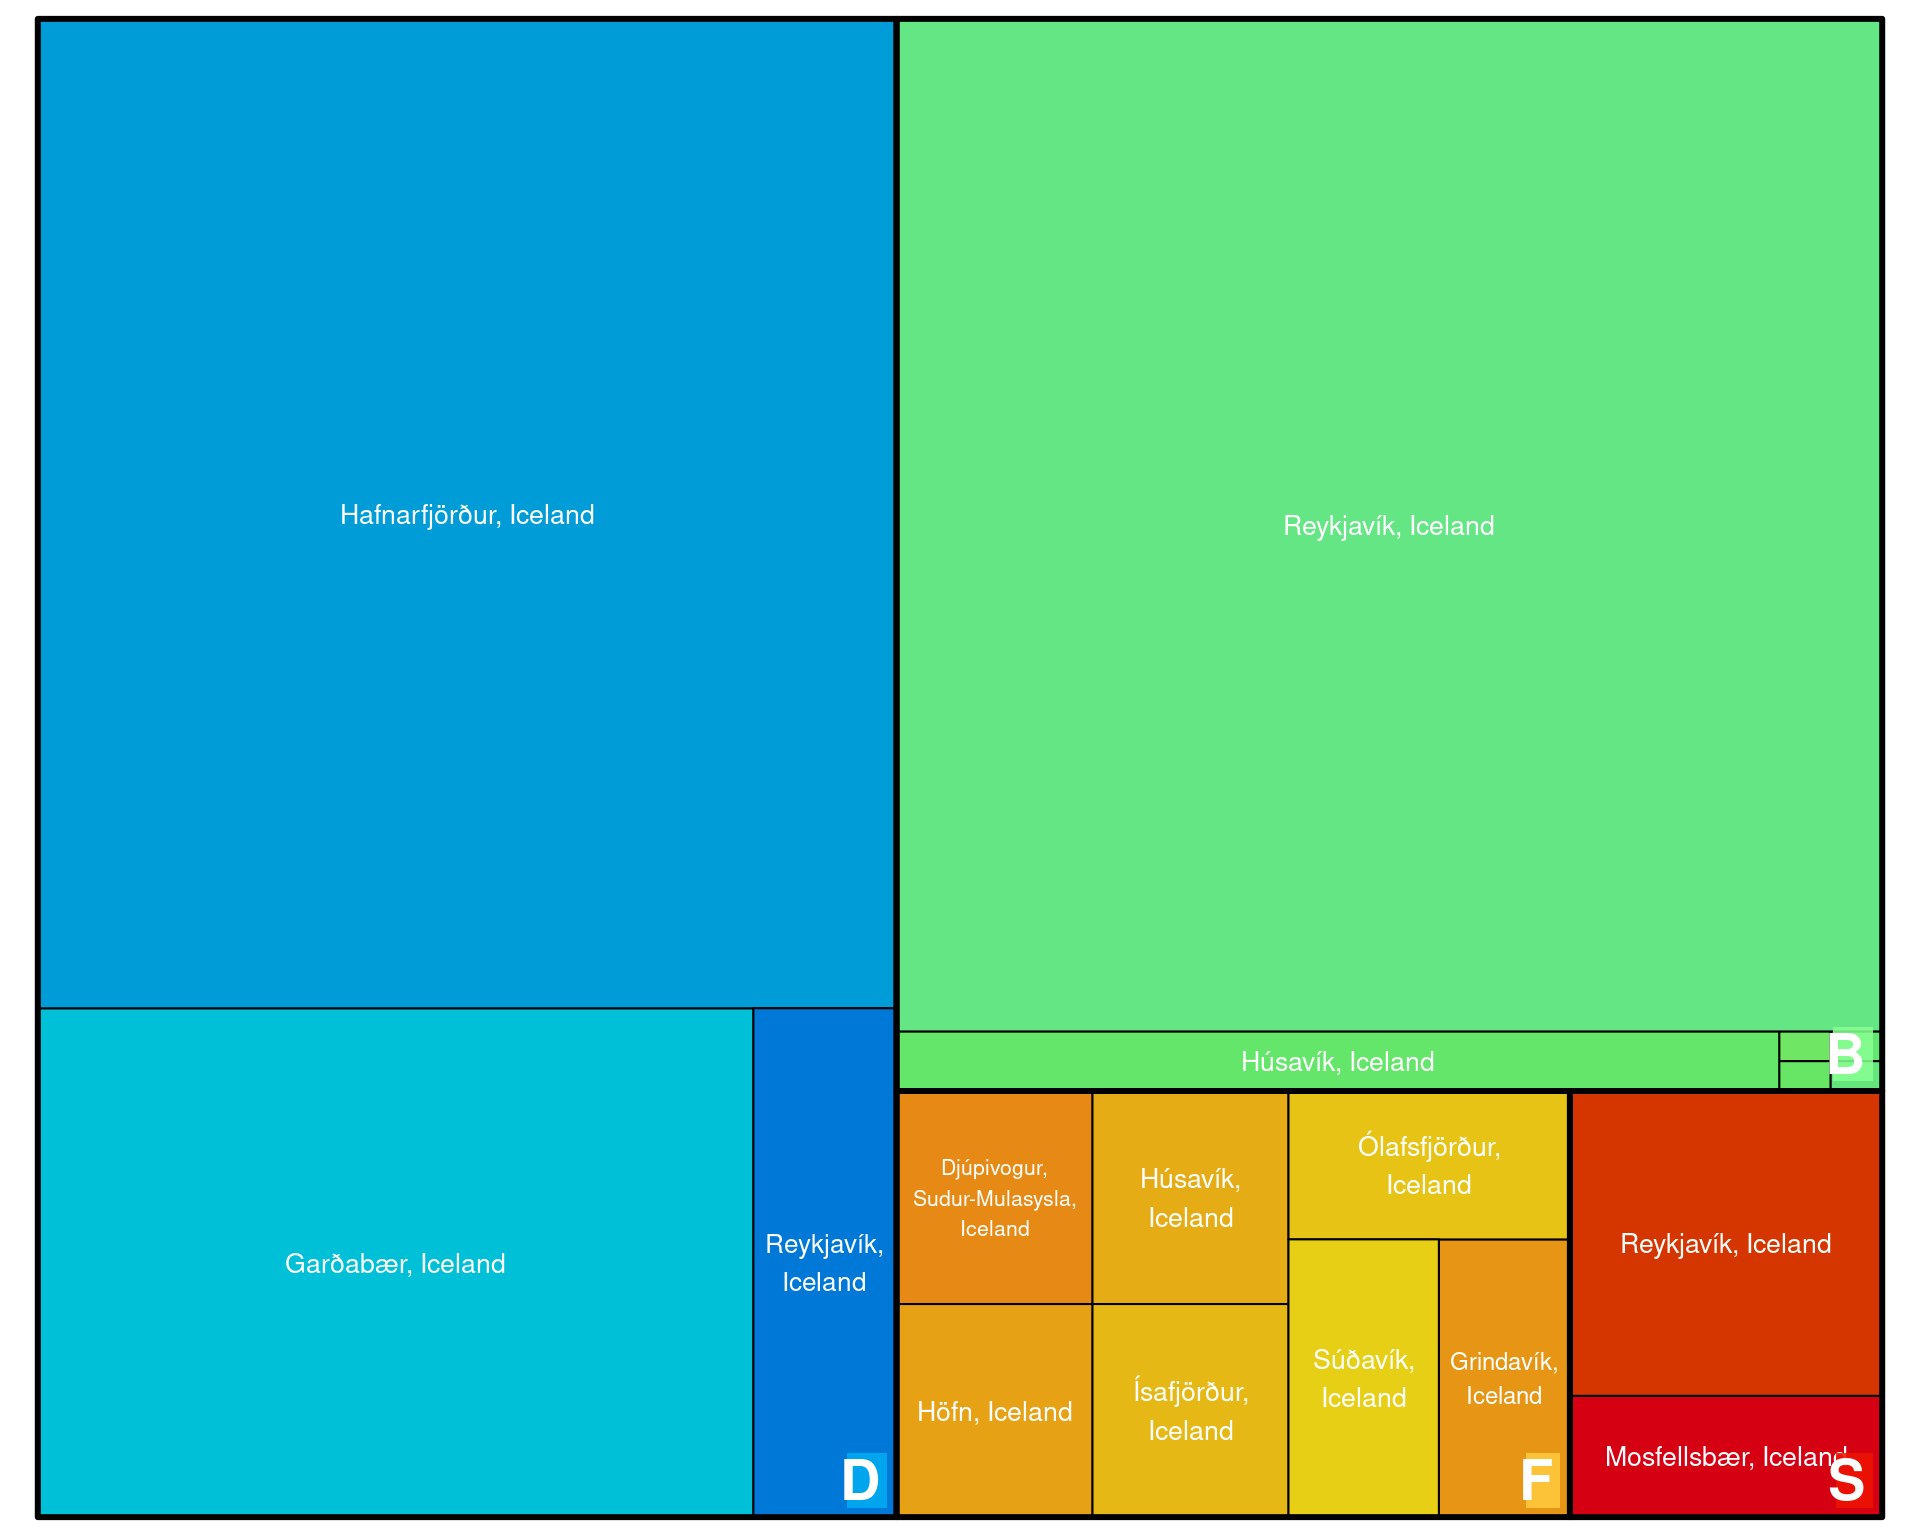 Hafnarfjörður, Iceland
Garðabær, Iceland
Reykjavík,
Iceland
D
Reykjavík, Iceland
Húsavík, Iceland
B
Djúpivogur,
Sudur-Mulasysla,
Iceland
Húsavík,
Iceland
Ólafsfjörður,
Iceland
Höfn, Iceland
Ísafjörður,
Iceland
Súðavík,
Iceland
Grindavík,
Iceland
F
Reykjavík, Iceland
Mosfellsbær, Iceland
S